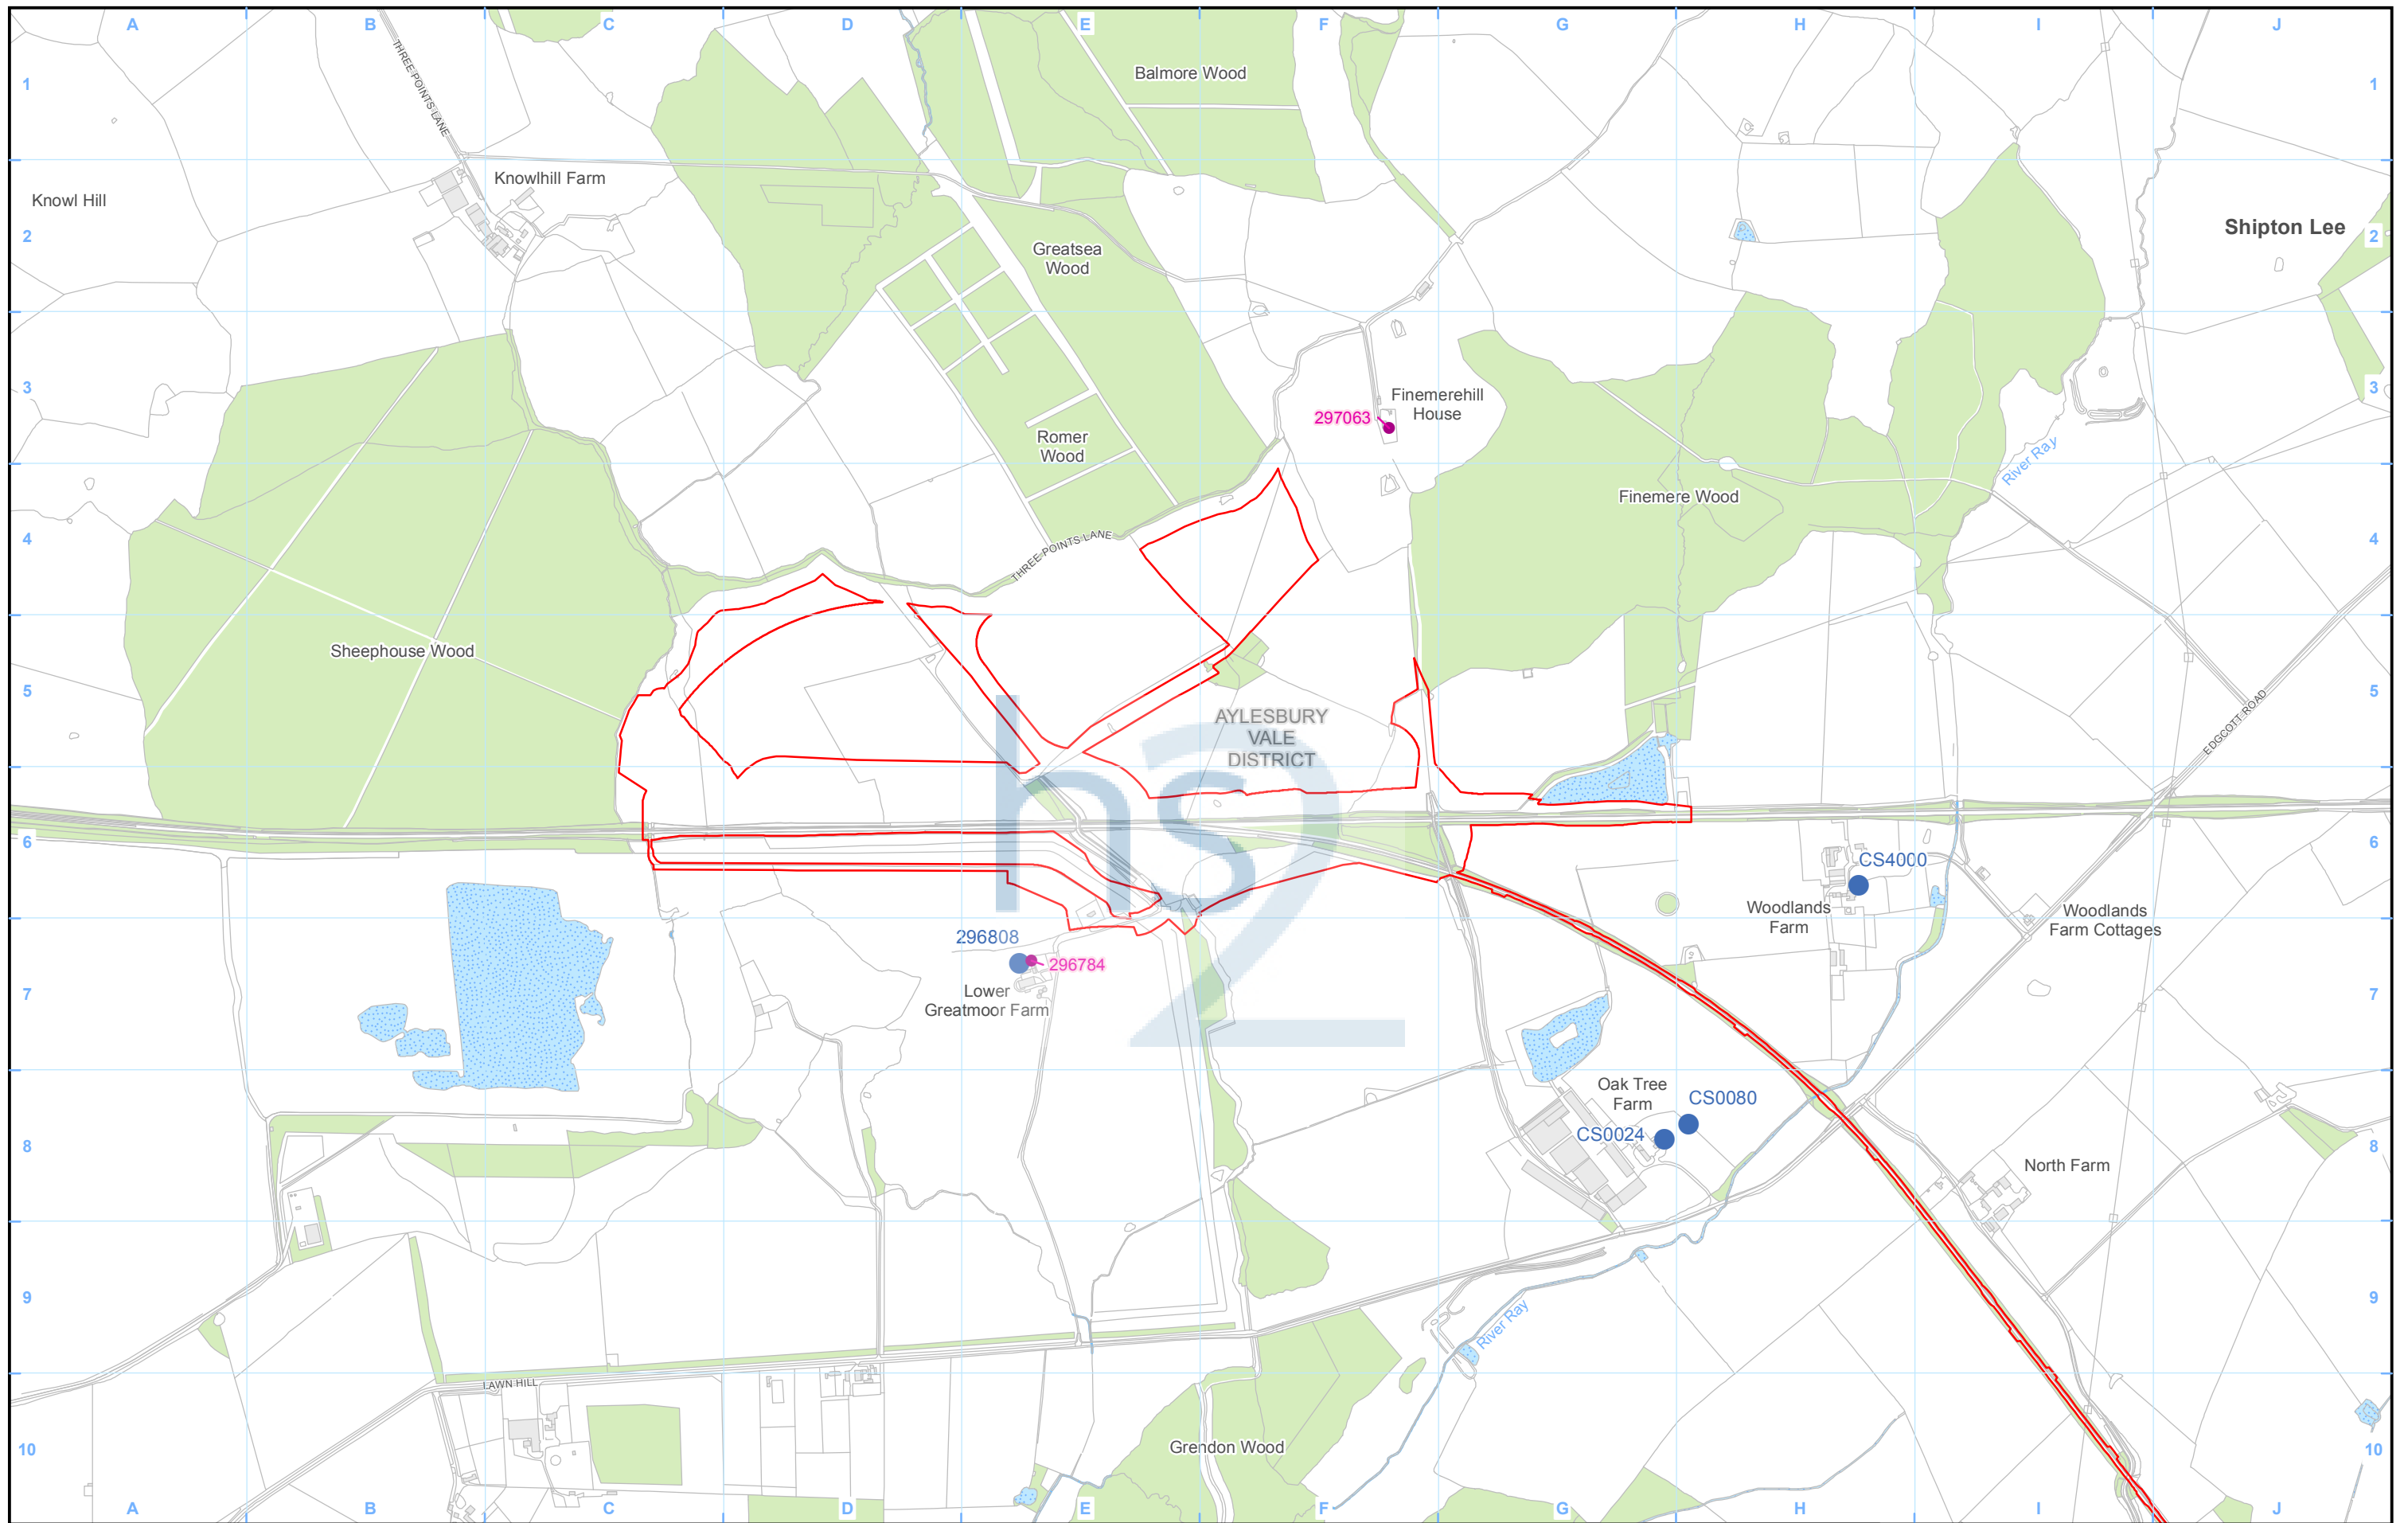 A B C D E F G H I J
1
THREE POINTS LANE
Balmore Wood
1
Knowlhill Farm
Knowl Hill
2
Greatsea
Wood
Shipton Lee
2
3
Finemerehill
House
297063
3
Romer
Wood
River Ray
Finemere Wood
4
THREE POINTS LANE
4
Sheephouse Wood
5
AYLESBURY
VALE
DISTRICT
EDGCOTT ROAD
5
hs2
6
CS4000
6
Woodlands
Farm
Woodlands
Farm Cottages
296808
296784
7
Lower
Greatmoor Farm
7
Oak Tree
Farm
CS0080
CS0024
8
North Farm
8
9
River Ray
9
LAWN HILL
10
Grendon Wood
10
A B C D E F G H I J